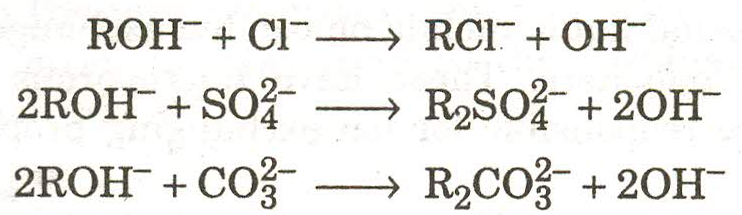 ROH⁻ + Cl⁻ ⟶ RCl⁻ + OH⁻
2ROH⁻ + SO₄²⁻ ⟶ R₂SO₄²⁻ + 2OH⁻
2ROH⁻ + CO₃²⁻ ⟶ R₂CO₃²⁻ + 2OH⁻